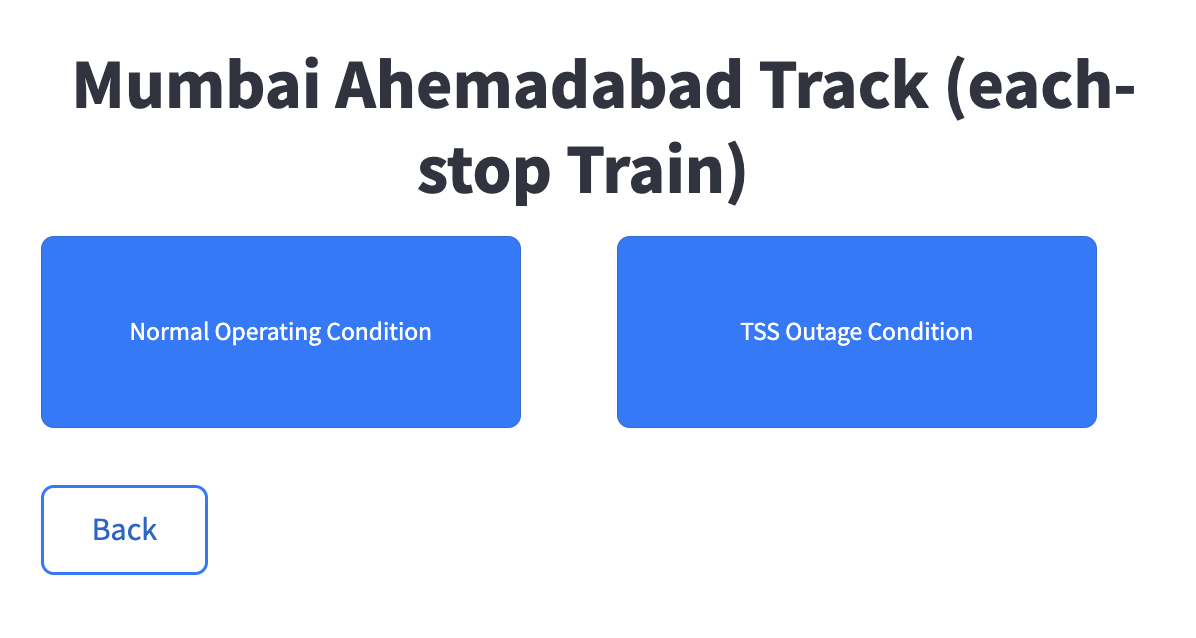 Mumbai Ahemadabad Track (each-
stop Train)
Normal Operating Condition
TSS Outage Condition
Back